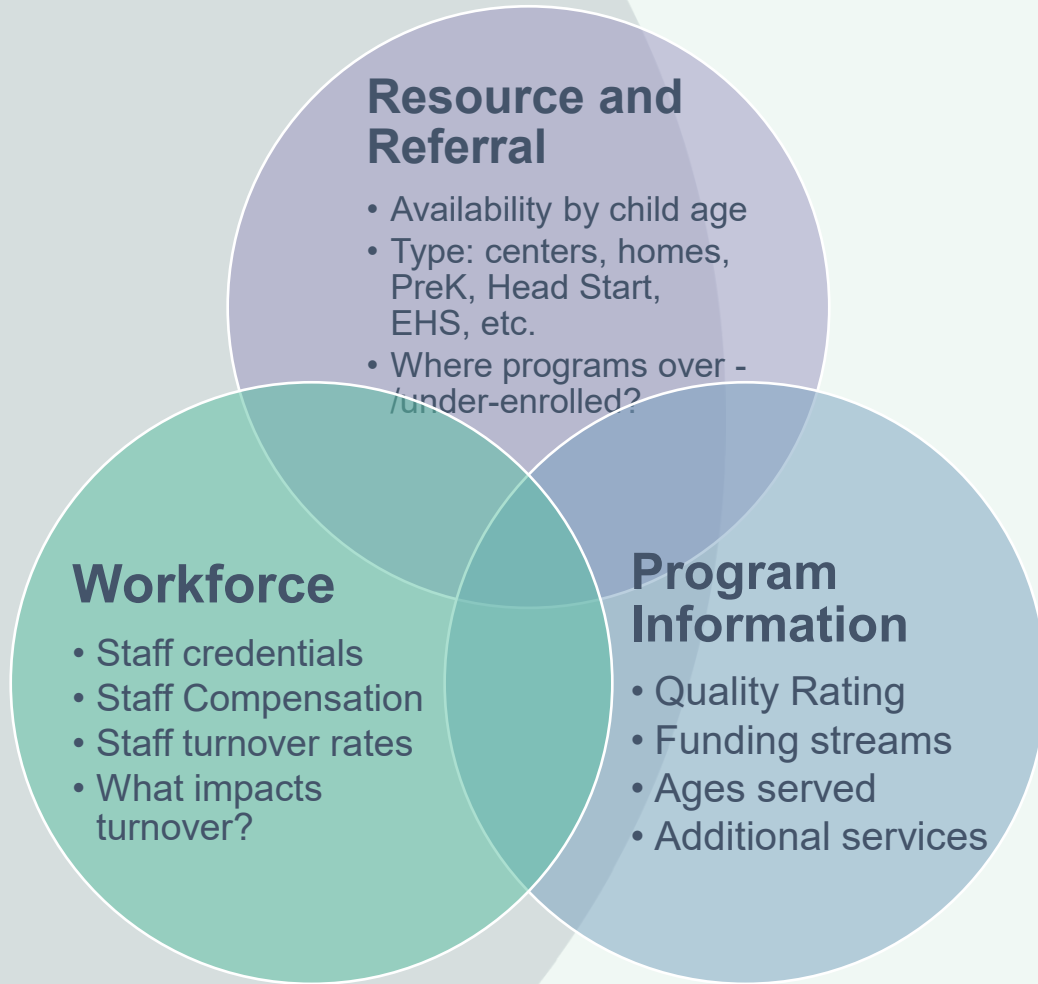 Resource and
Referral
• Availability by child age
• Type: centers, homes,
PreK, Head Start,
EHS, etc.
• Where programs over -
/under-enrolled?
Workforce
• Staff credentials
• Staff Compensation
• Staff turnover rates
• What impacts
turnover?
Program
Information
• Quality Rating
• Funding streams
• Ages served
• Additional services